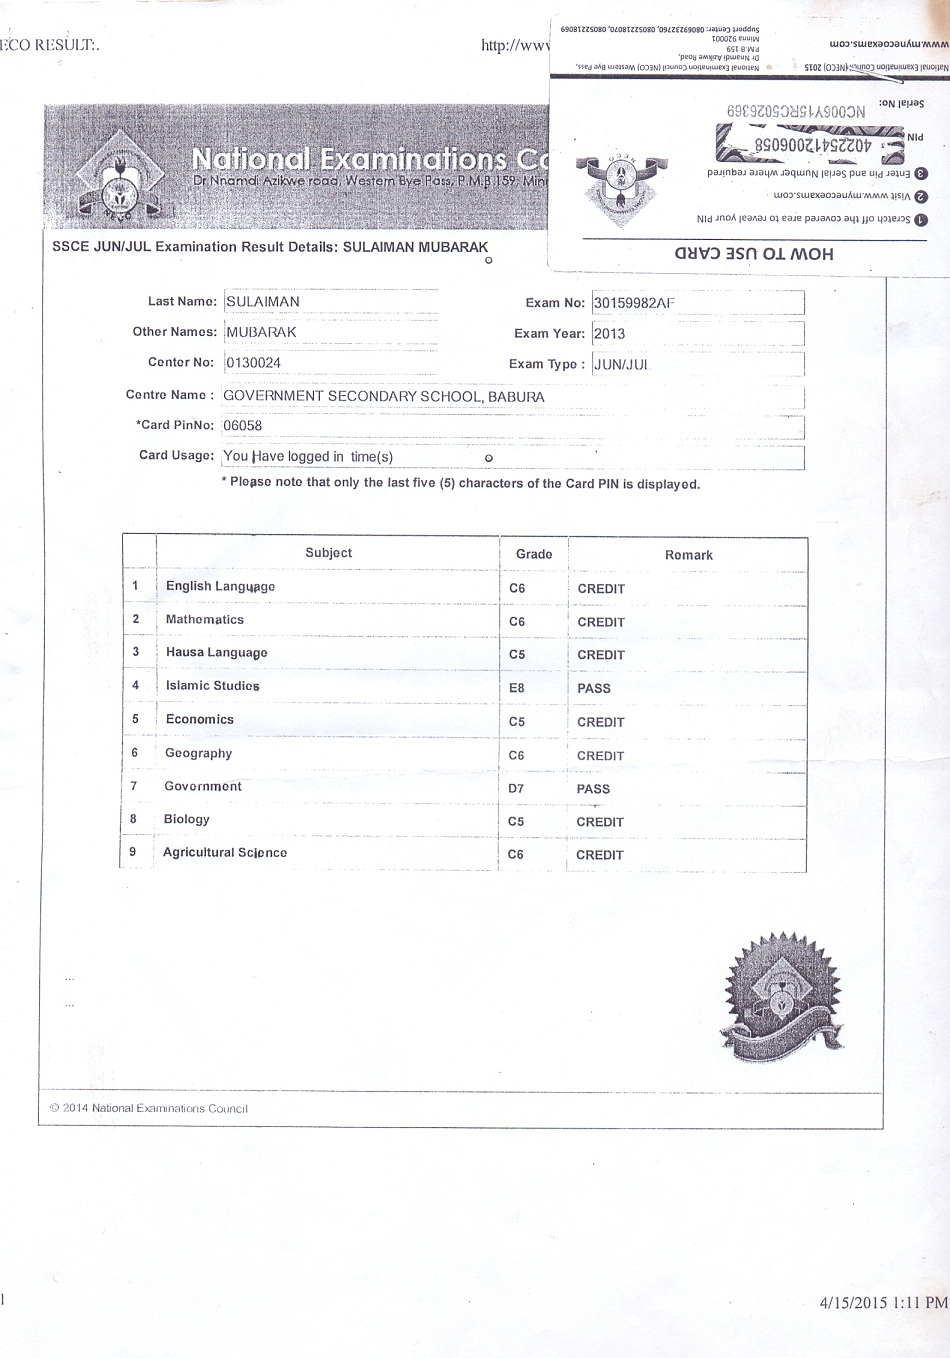 ECO RESULT:.
http://www
National Examinations Co
Dr Nnamdi Azikwe road, Western Bye Pass, P.M.B 159, Minn
SSCE JUN/JUL Examination Result Details: SULAIMAN MUBARAK
HOW TO USE CARD
1 Scratch off the covered area to reveal your PIN
2 Visit www.mynecoexams.com
3 Enter Pin and Serial Number where required
PIN 40225412006058
Serial No: NC006Y15RC5026369
National Examination Council (NECO) 2015
www.mynecoexams.com
National Examination Council (NECO) Western Bye Pass,
Dr Nnamdi Azikwe Road,
P.M.B 159
Minna 920001
Support Center: 08069232760, 08052218070, 08052218069
Last Name: SULAIMAN
Exam No: 30159982AF
Other Names: MUBARAK
Exam Year: 2013
Center No: 0130024
Exam Type : JUN/JUL
Centre Name : GOVERNMENT SECONDARY SCHOOL, BABURA
*Card PinNo: 06058
Card Usage: You Have logged in time(s)
* Please note that only the last five (5) characters of the Card PIN is displayed.
Subject Grade Remark
1 English Language C6 CREDIT
2 Mathematics C6 CREDIT
3 Hausa Language C5 CREDIT
4 Islamic Studies E8 PASS
5 Economics C5 CREDIT
6 Geography C6 CREDIT
7 Government D7 PASS
8 Biology C5 CREDIT
9 Agricultural Science C6 CREDIT
...
...
© 2014 National Examinations Council
1
4/15/2015 1:11 PM